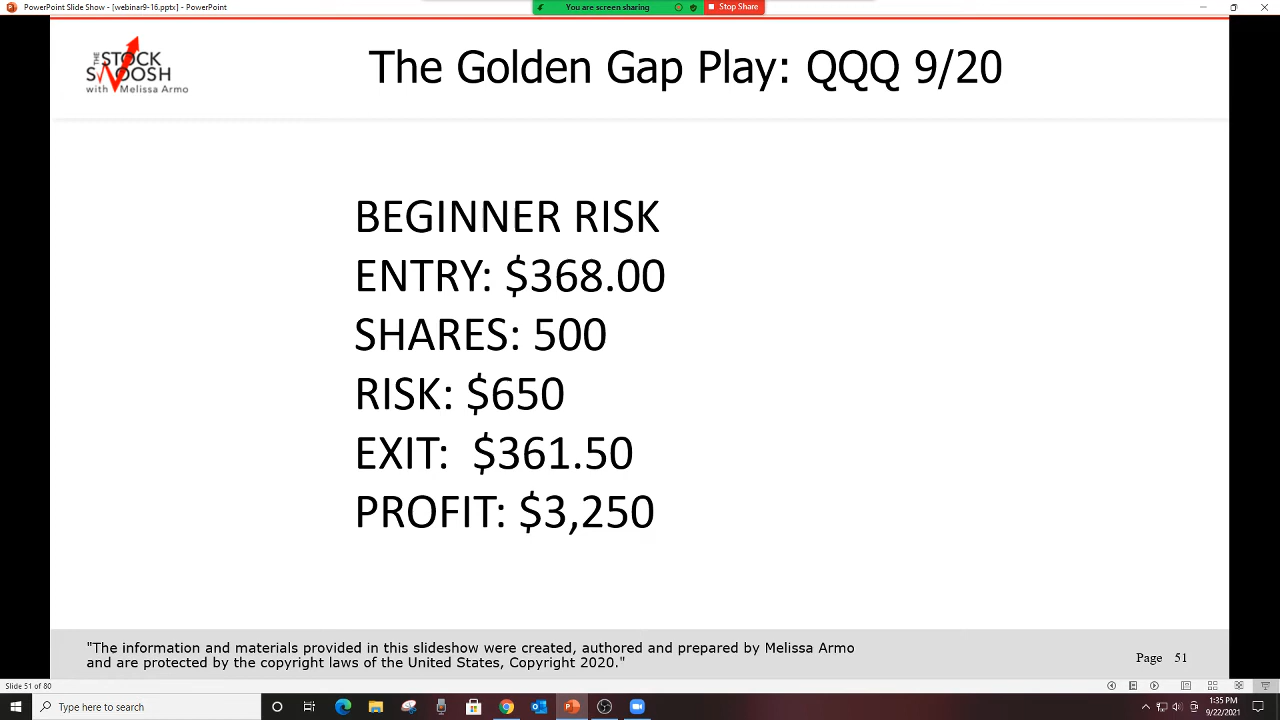 PowerPoint Slide Show - [webinar9-16.pptx] - PowerPoint
You are screen sharing
Stop Share
THE STOCK
SWOOSH
with Melissa Armo
The Golden Gap Play: QQQ 9/20
BEGINNER RISK
ENTRY: $368.00
SHARES: 500
RISK: $650
EXIT: $361.50
PROFIT: $3,250
"The information and materials provided in this slideshow were created, authored and prepared by Melissa Armo
and are protected by the copyright laws of the United States, Copyright 2020."
Page 51
Slide 51 of 80
Type here to search
1:35 PM
9/22/2021